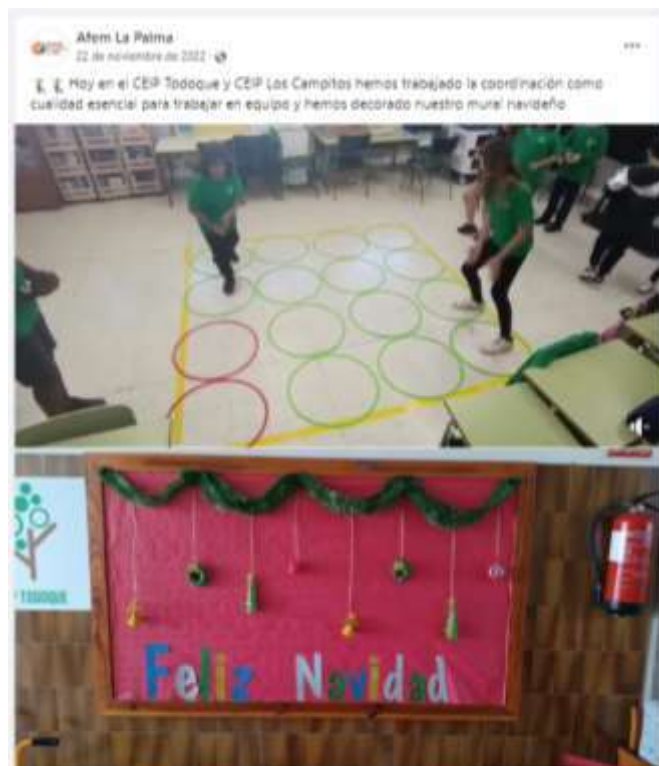 Afem La Palma
22 de noviembre de 2022
Hoy en el CEIP Todoque y CEIP Los Campitos hemos trabajado la coordinación como
cualidad esencial para trabajar en equipo y hemos decorado nuestro mural navideño
TODOQUE
Feliz Navidad